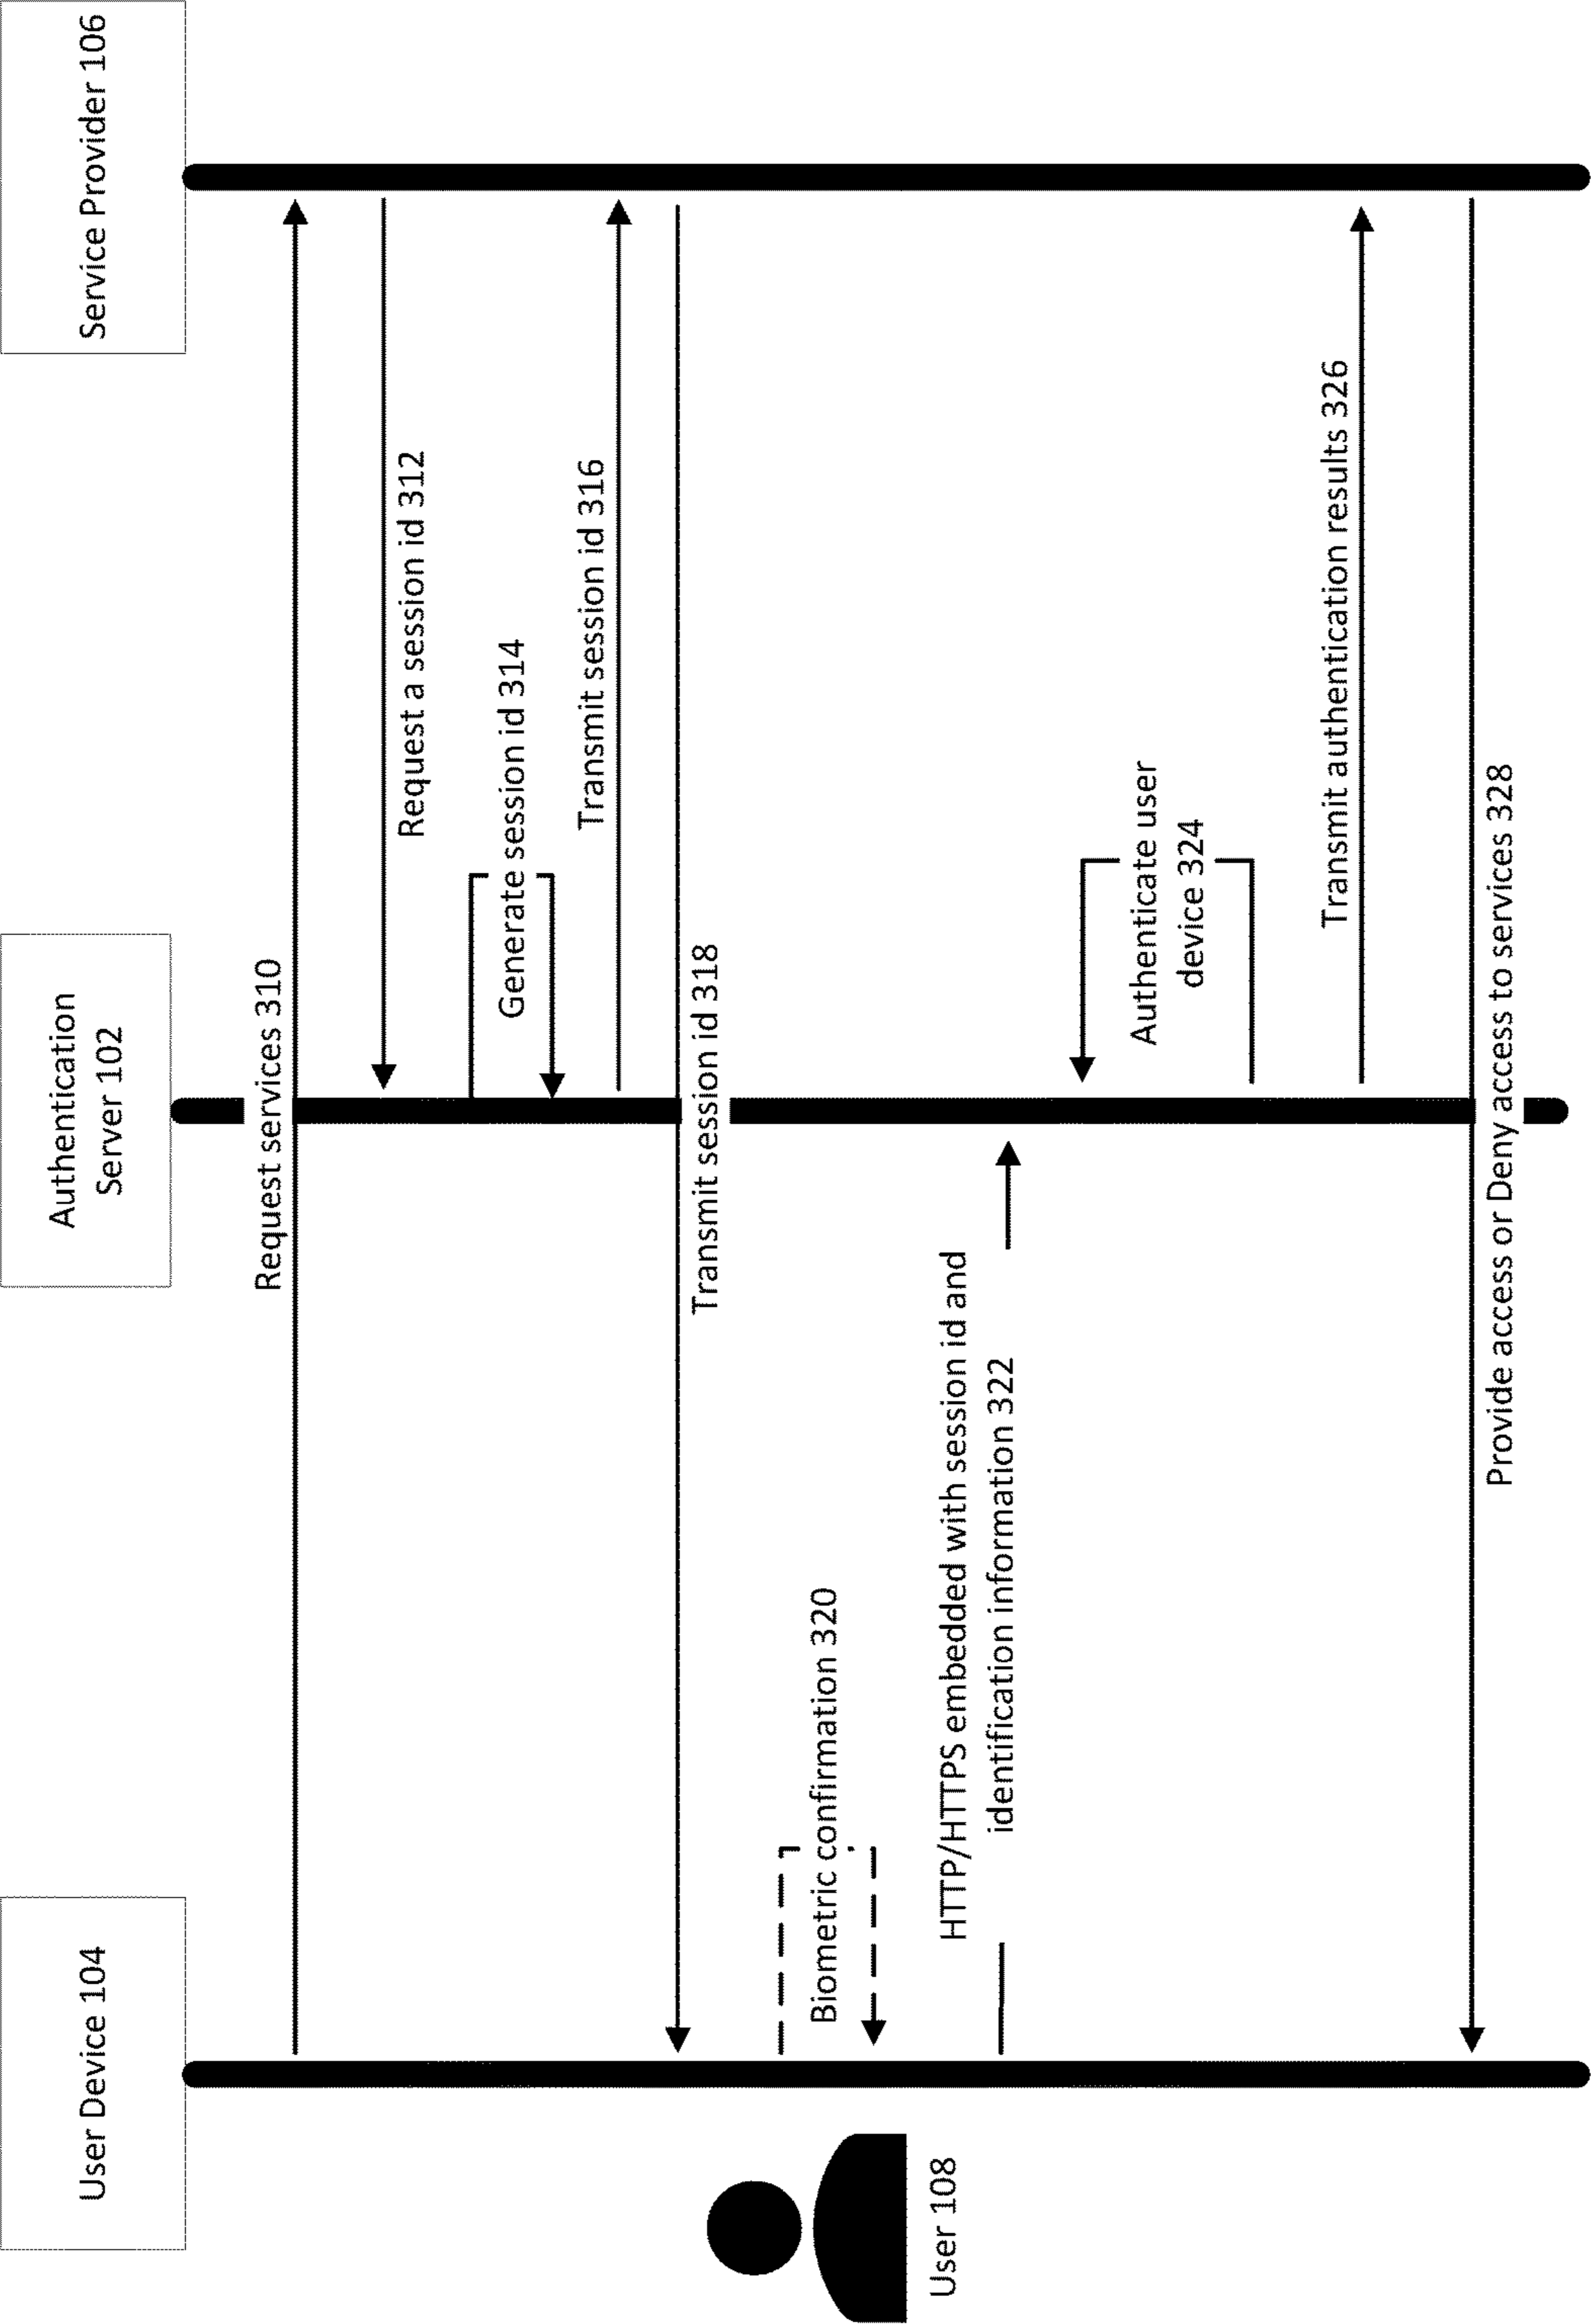 User Device 104
Authentication
Server 102
Service Provider 106
Request services 310
Request a session id 312
Generate session id 314
Transmit session id 316
Transmit session id 318
Biometric confirmation 320
HTTP/HTTPS embedded with session id and
identification information 322
Authenticate user
device 324
Transmit authentication results 326
Provide access or Deny access to services 328
User 108